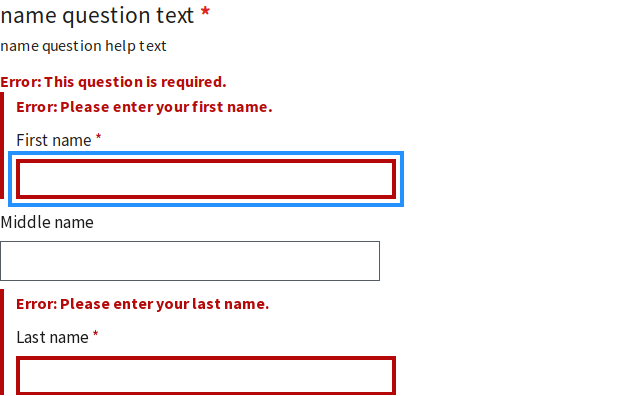 name question text *
name question help text
Error: This question is required.
Error: Please enter your first name.
First name *
Middle name
Error: Please enter your last name.
Last name *